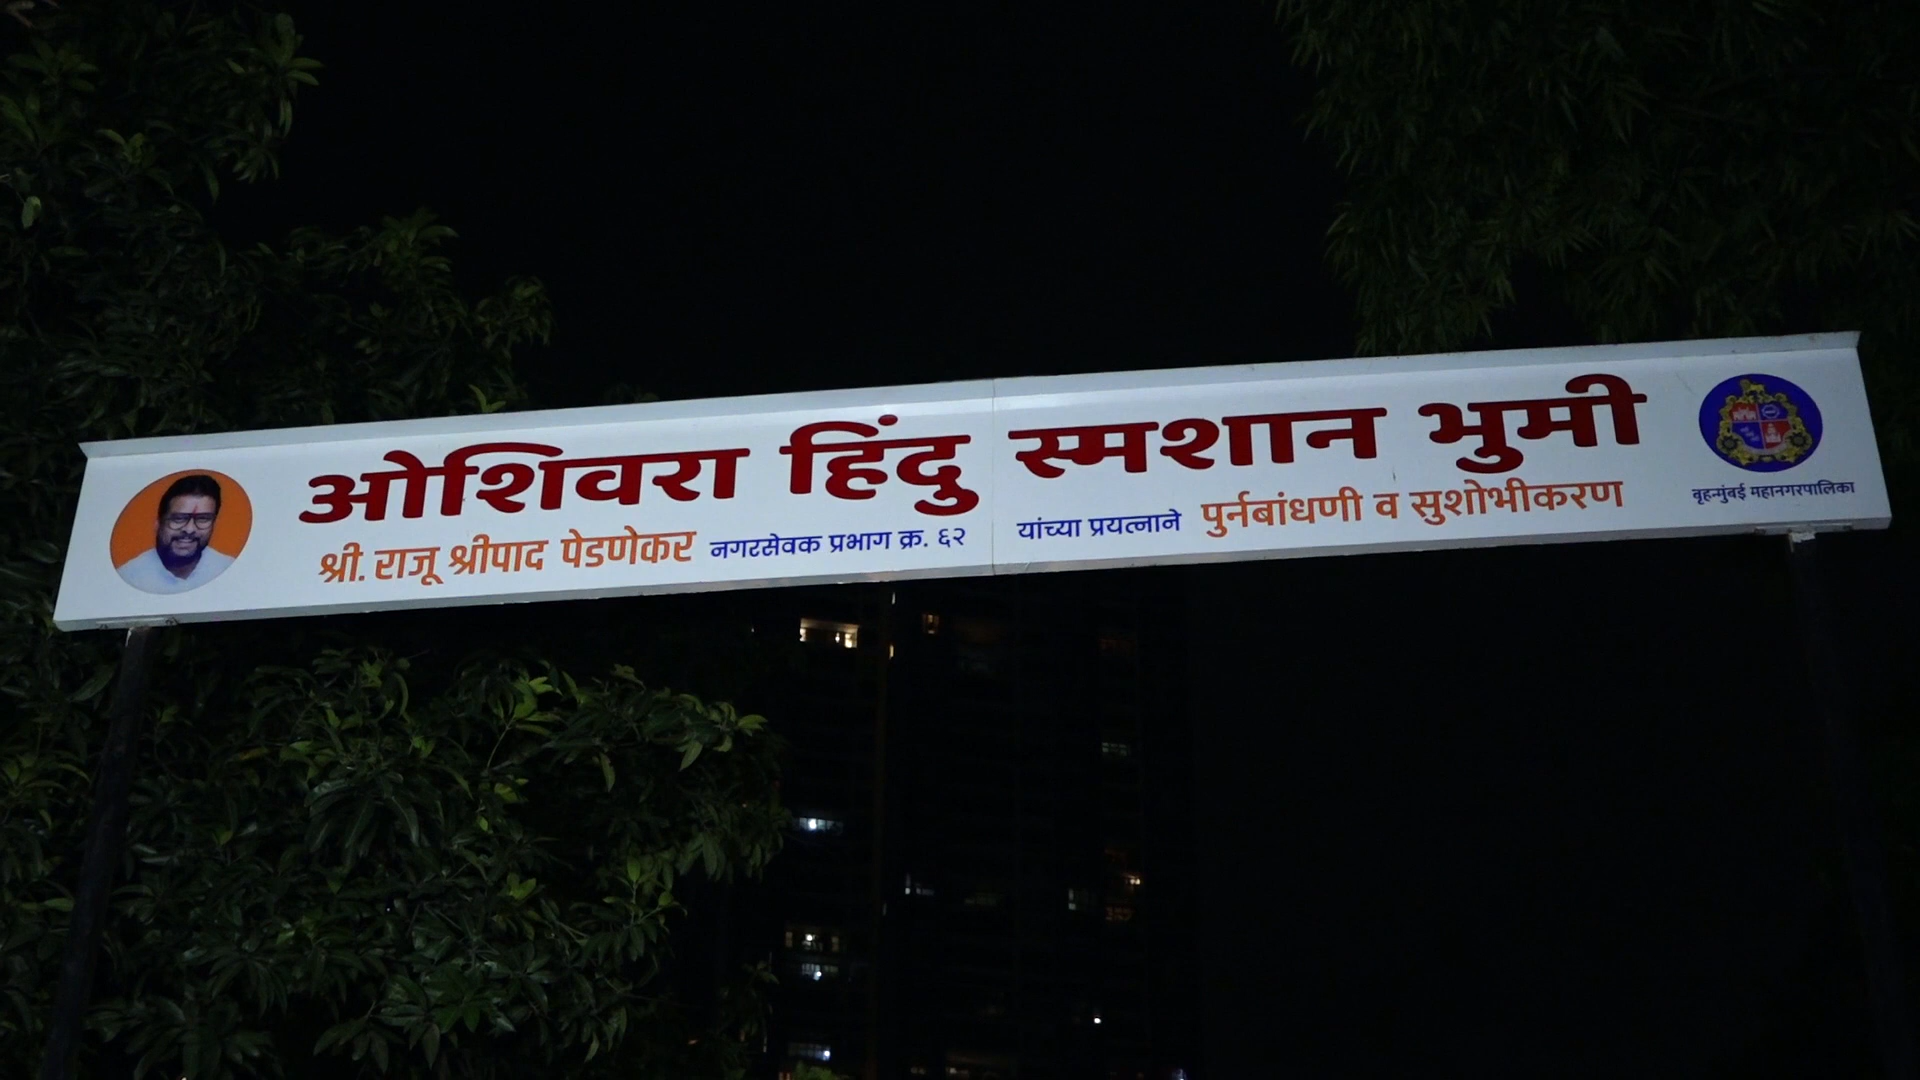 ओशिवरा हिंदु स्मशान भुमी
श्री. राजू श्रीपाद पेडणेकर नगरसेवक प्रभाग क्र. ६२ यांच्या प्रयत्नाने पुर्नबांधणी व सुशोभीकरण
बृहन्मुंबई महानगरपालिका